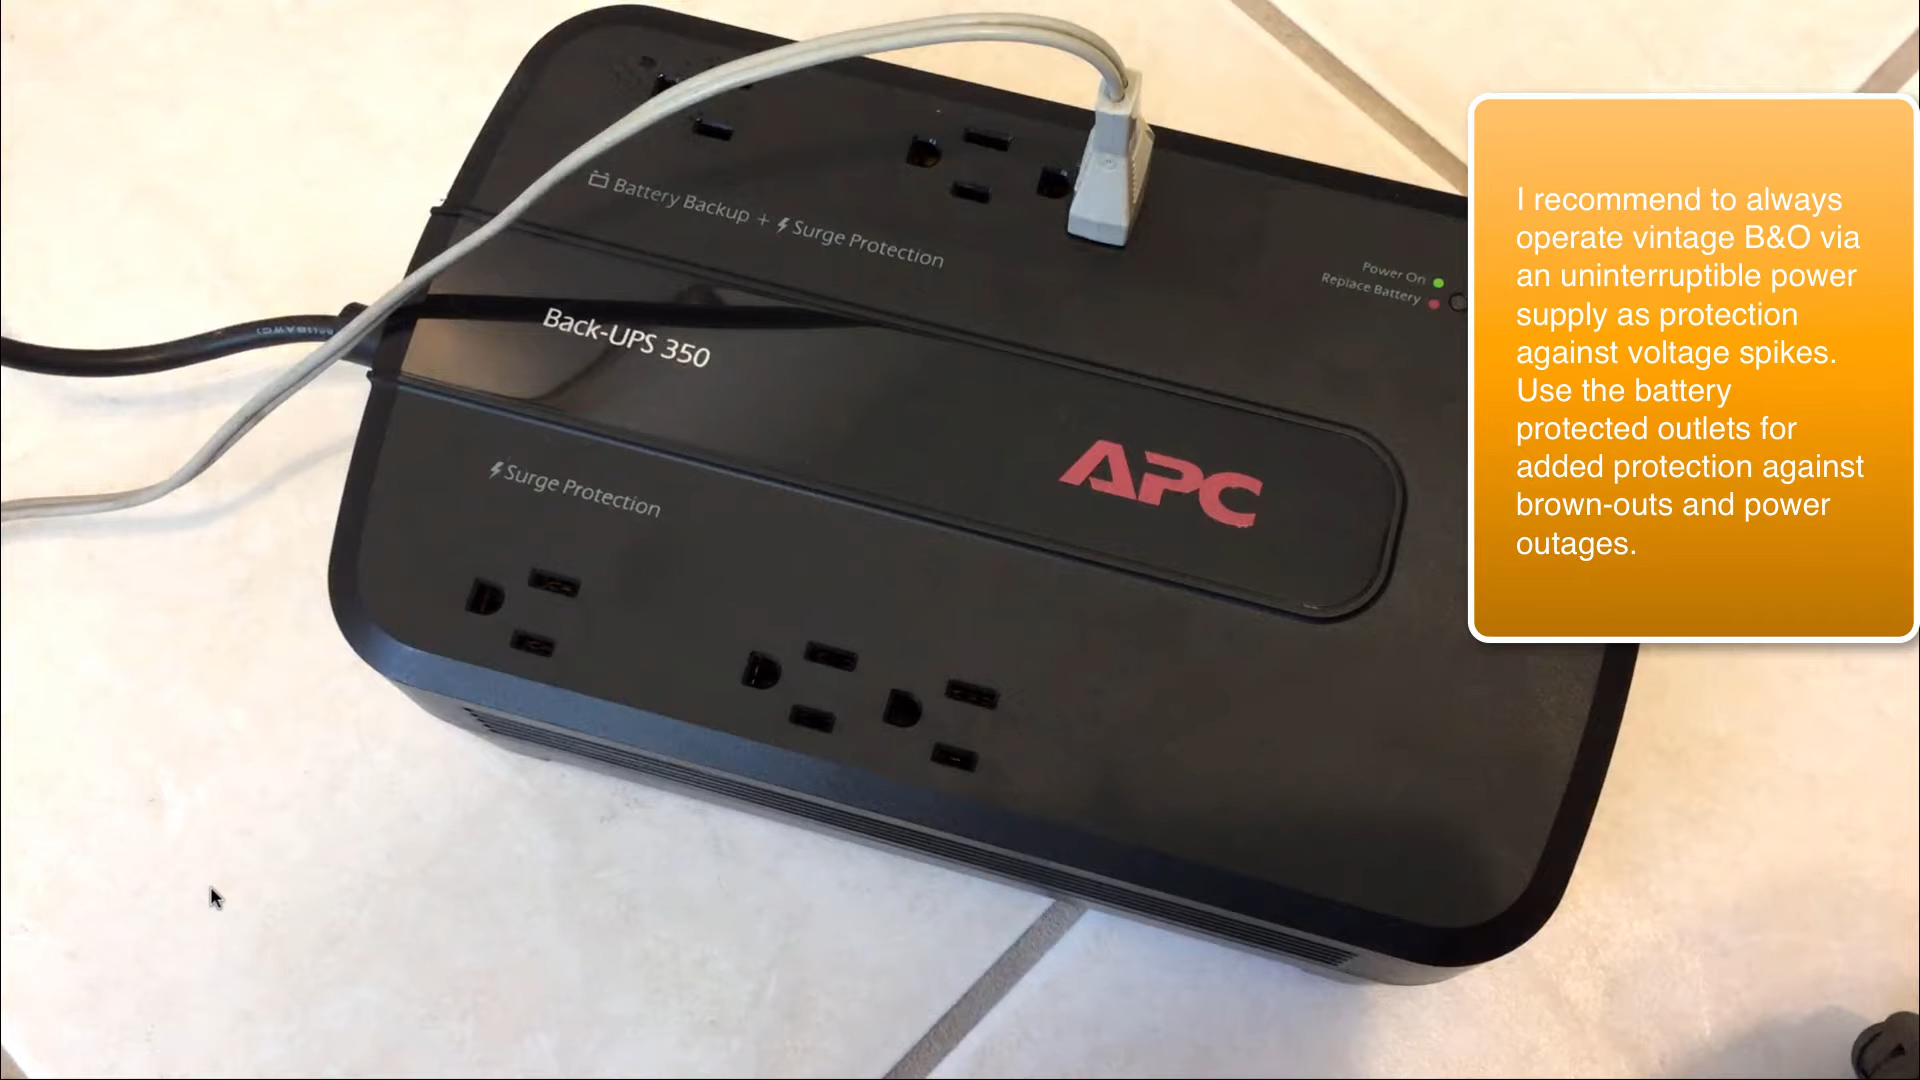 Battery Backup + Surge Protection
Power On
Replace Battery
Back-UPS 350
APC
Surge Protection
I recommend to always
operate vintage B&O via
an uninterruptible power
supply as protection
against voltage spikes.
Use the battery
protected outlets for
added protection against
brown-outs and power
outages.